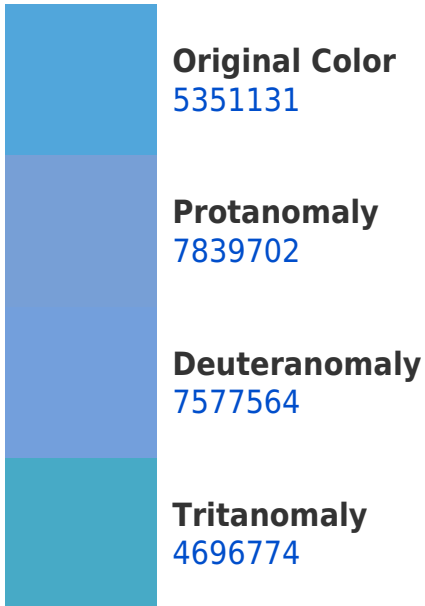 Original Color
5351131
Protanomaly
7839702
Deuteranomaly
7577564
Tritanomaly
4696774